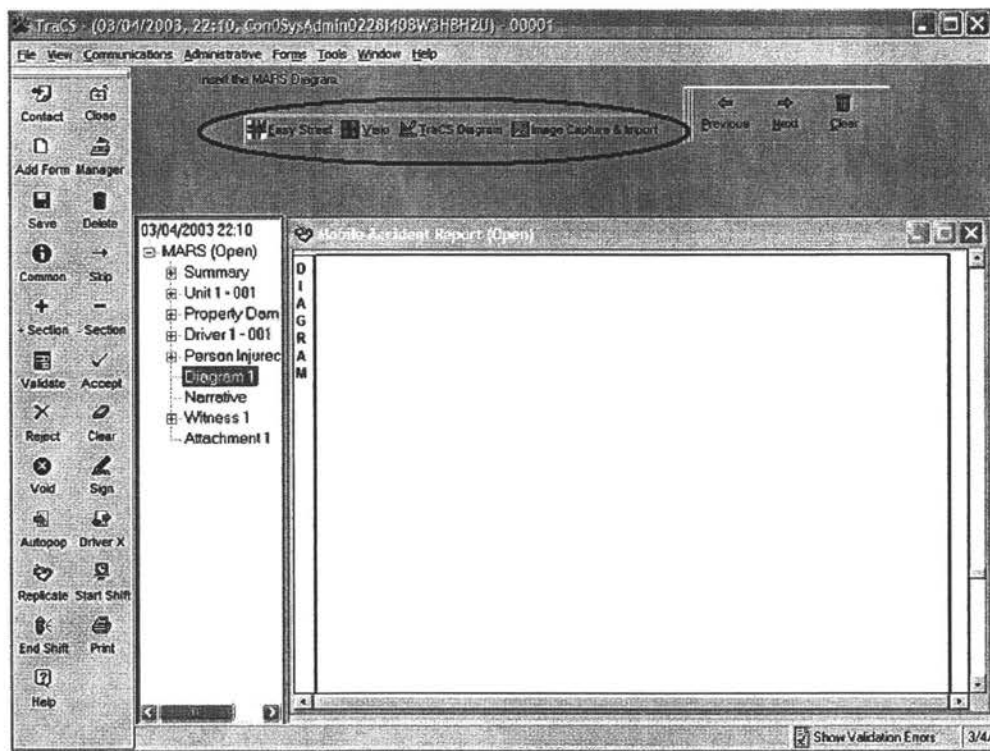 TraCS - (03/04/2003, 22:10, 00001
File View Communications Administrative Forms Tools Window Help
Insert the MARS Diagram.
Easy Street Visio TraCS Diagram Image Capture & Import
Previous Next Clear
Contact Close
Add Form Manager
Save Delete
Common Skip
+ Section - Section
Validate Accept
Reject Clear
Void Sign
Autopop Driver X
Replicate Start Shift
End Shift Print
Help
03/04/2003 22:10
MARS (Open)
Summary
Unit 1 - 001
Property Dam
Driver 1 - 001
Person Injurec
Diagram 1
Narrative
Witness 1
Attachment 1
Mobile Accident Report (Open)
DIAGRAM
Show Validation Errors 3/4/